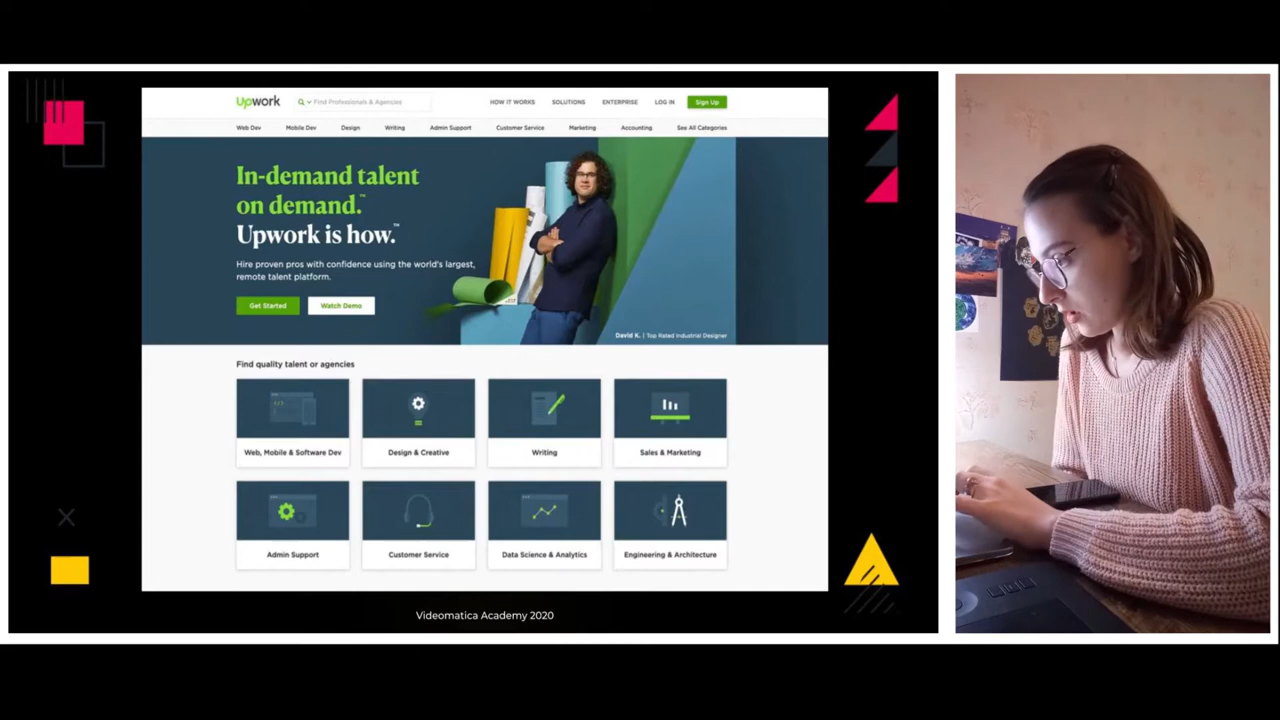 Upwork
Find Professionals & Agencies
HOW IT WORKS
SOLUTIONS
ENTERPRISE
LOG IN
Sign Up
Web Dev
Mobile Dev
Design
Writing
Admin Support
Customer Service
Marketing
Accounting
See All Categories
In-demand talent
on demand.™
Upwork is how.™
Hire proven pros with confidence using the world's largest,
remote talent platform.
Get Started
Watch Demo
David K. | Top Rated Industrial Designer
Find quality talent or agencies
Web, Mobile & Software Dev
Design & Creative
Writing
Sales & Marketing
Admin Support
Customer Service
Data Science & Analytics
Engineering & Architecture
Videomatica Academy 2020